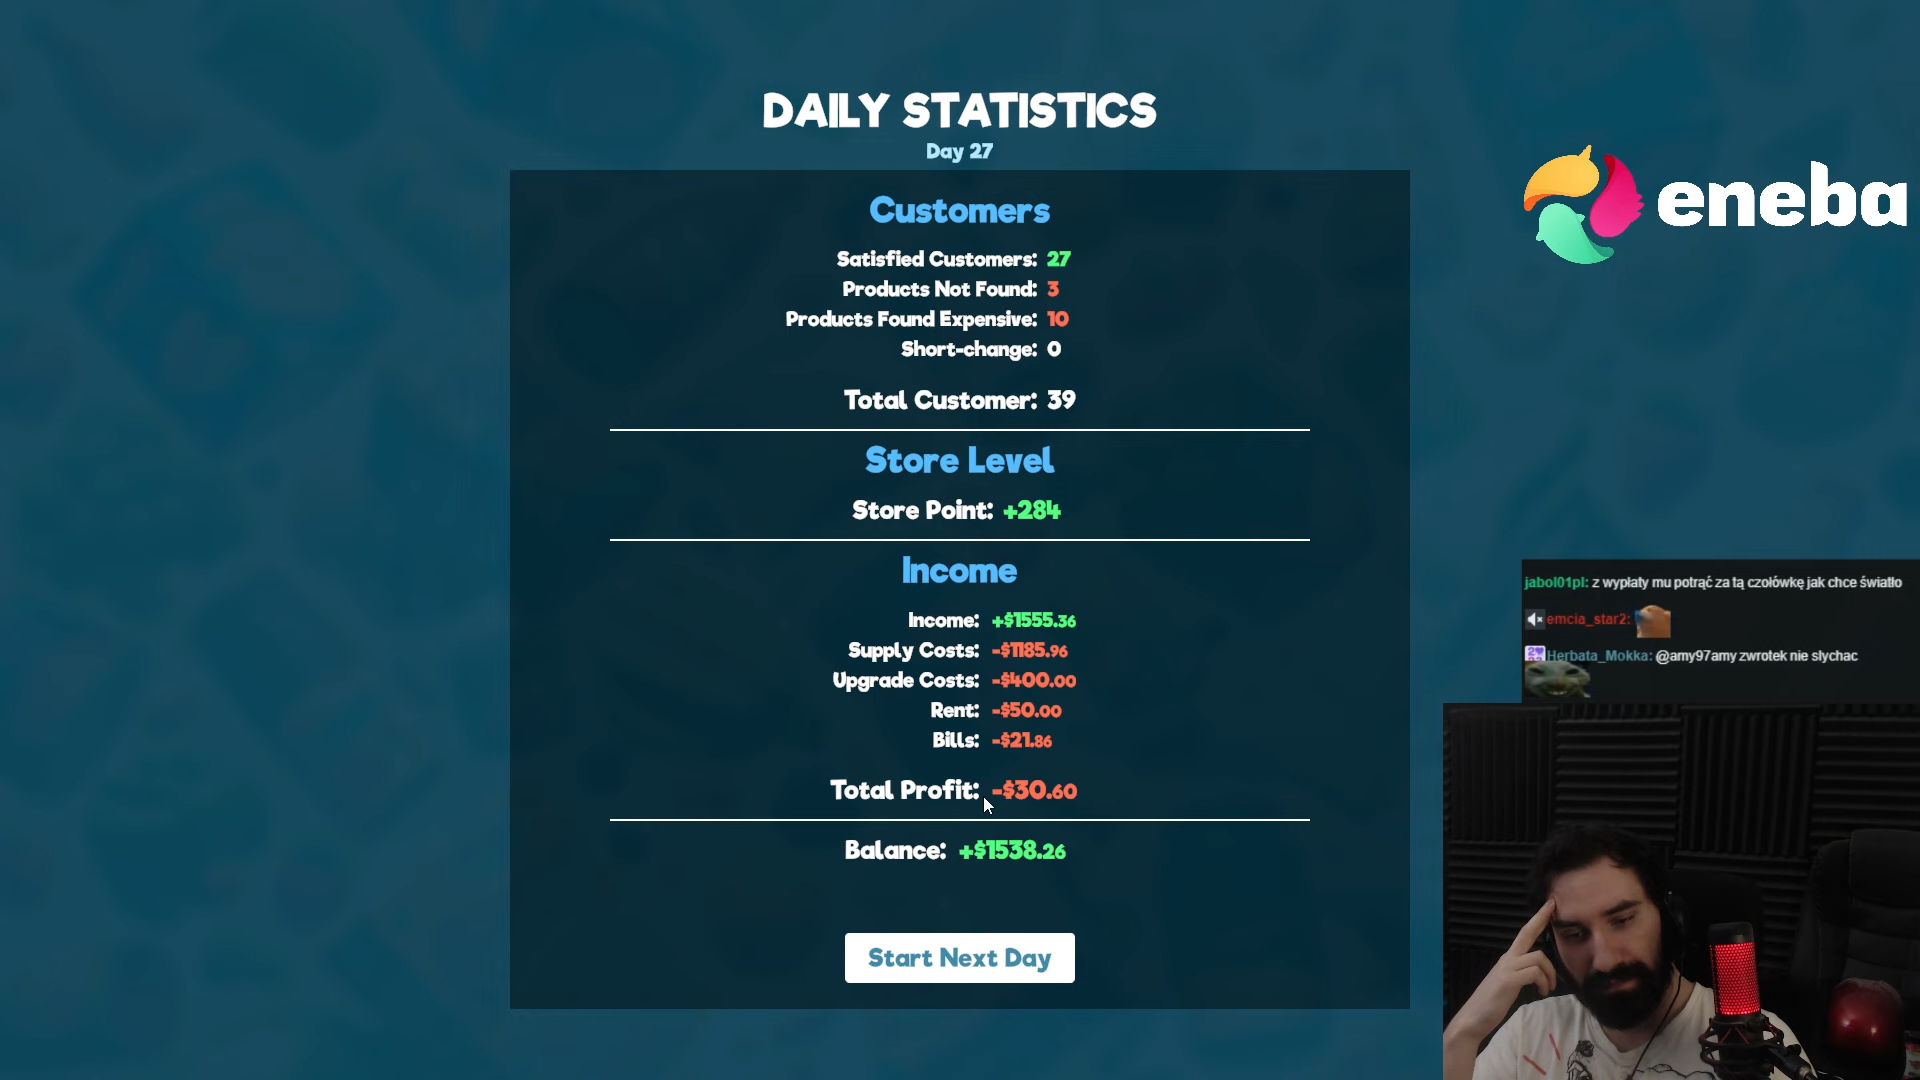 DAILY STATISTICS
Day 27
Customers
Satisfied Customers: 27
Products Not Found: 3
Products Found Expensive: 10
Short-change: 0
Total Customer: 39
Store Level
Store Point: +284
Income
Income: +$1555.36
Supply Costs: -$1185.96
Upgrade Costs: -$400.00
Rent: -$50.00
Bills: -$21.86
Total Profit: -$30.60
Balance: +$1538.26
Start Next Day
eneba
jabol01pl: z wypłaty mu potrąć za tą czołówkę jak chce światło
emcia_star2:
Herbata_Mokka: @amy97amy zwrotek nie slychac